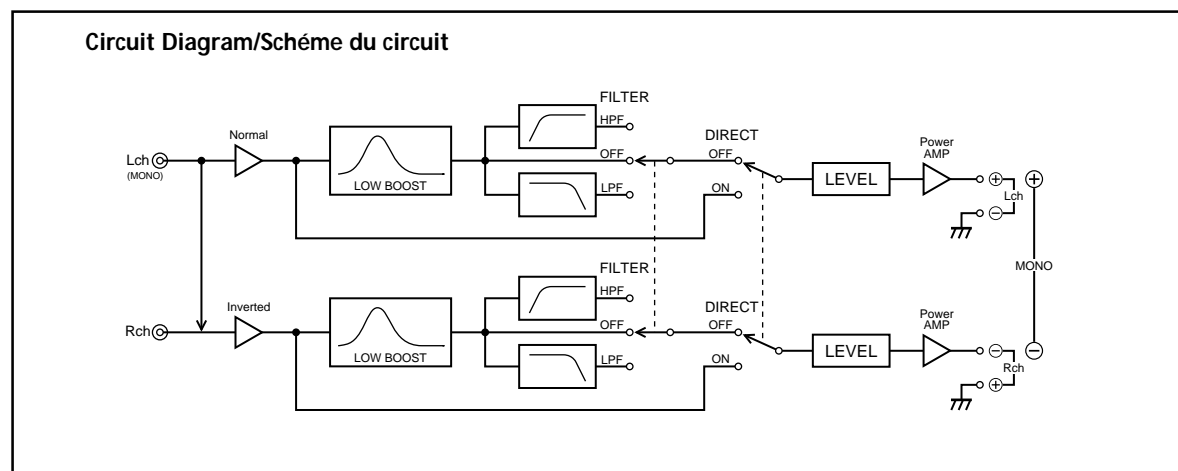 Circuit Diagram/Schéme du circuit
FILTER
Normal
HPF
DIRECT
Power
AMP
Lch
(MONO)
OFF
OFF
LEVEL
⊕
Lch
⊖
⊕
LOW BOOST
LPF
ON
FILTER
MONO
Inverted
HPF
DIRECT
Power
AMP
Rch
OFF
OFF
LEVEL
⊖
Rch
⊕
⊖
LOW BOOST
LPF
ON